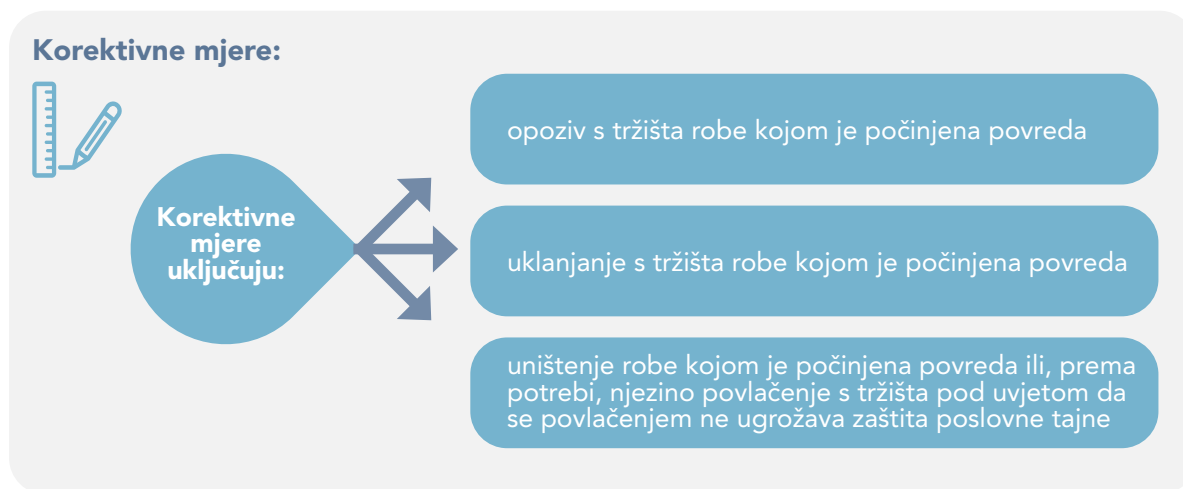 Korektivne mjere:
Korektivne
mjere
uključuju:
opoziv s tržišta robe kojom je počinjena povreda
uklanjanje s tržišta robe kojom je počinjena povreda
uništenje robe kojom je počinjena povreda ili, prema
potrebi, njezino povlačenje s tržišta pod uvjetom da
se povlačenjem ne ugrožava zaštita poslovne tajne